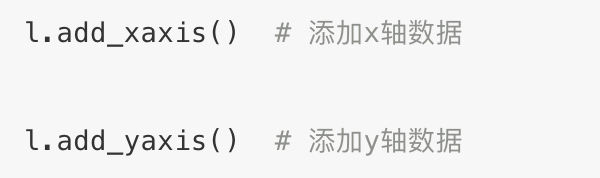 l.add_xaxis()  # 添加x轴数据
l.add_yaxis()  # 添加y轴数据